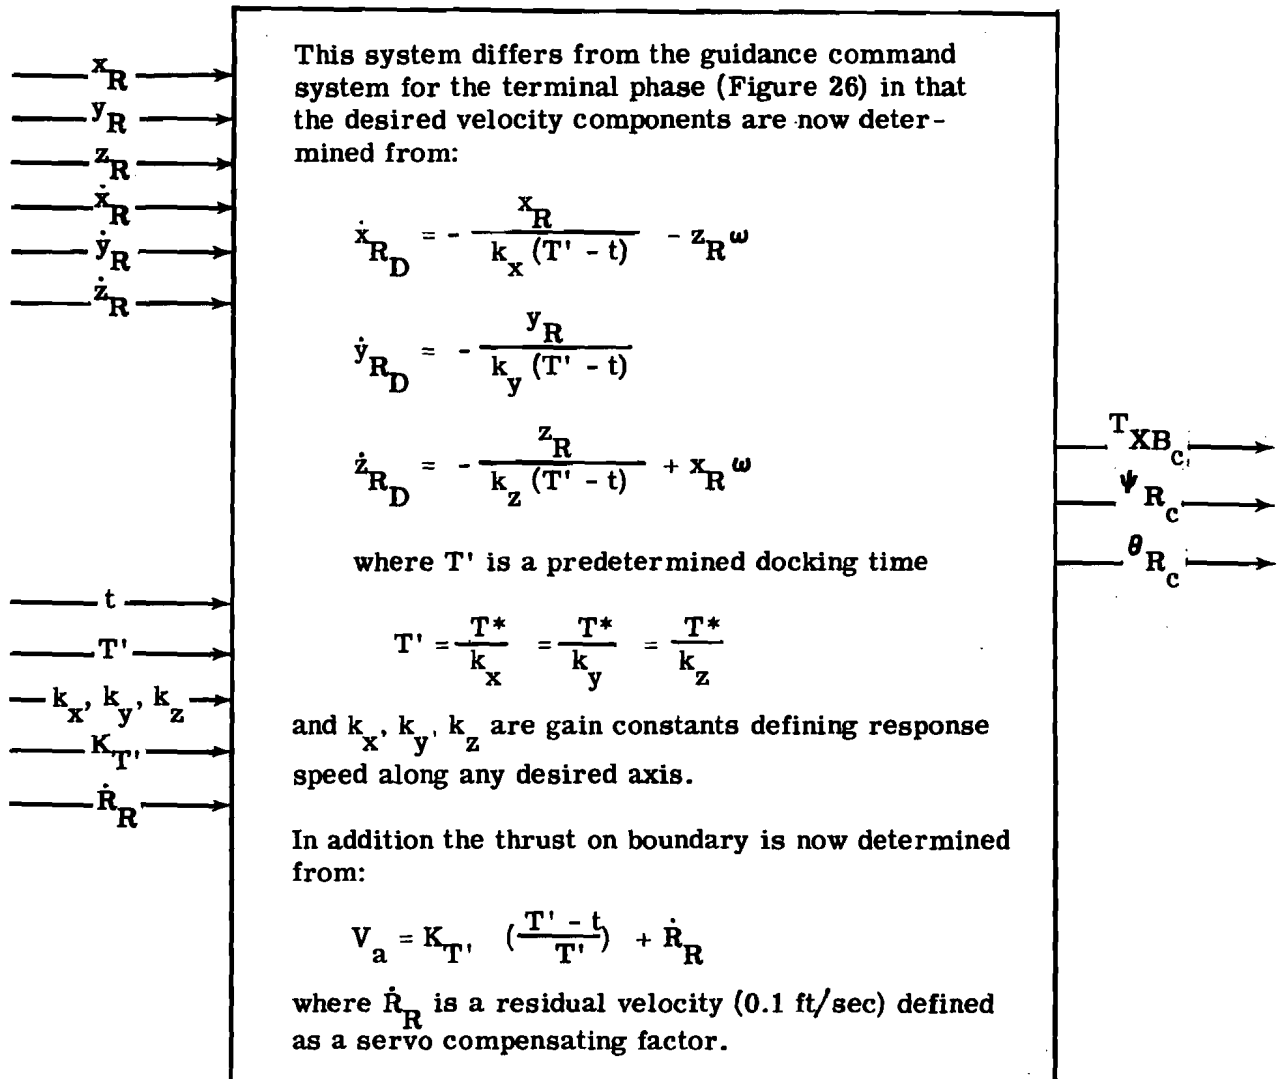 x_R
y_R
z_R
ẋ_R
ẏ_R
ż_R
t
T'
k_x, k_y, k_z
K_T'
Ṙ_R
This system differs from the guidance command
system for the terminal phase (Figure 26) in that
the desired velocity components are now deter-
mined from:
ẋ_R_D = - x_R / k_x (T' - t) - z_R ω
ẏ_R_D = - y_R / k_y (T' - t)
ż_R_D = - z_R / k_z (T' - t) + x_R ω
where T' is a predetermined docking time
T' = T* / k_x = T* / k_y = T* / k_z
and k_x, k_y, k_z are gain constants defining response
speed along any desired axis.
In addition the thrust on boundary is now determined
from:
V_a = K_T' (T' - t / T') + Ṙ_R
where Ṙ_R is a residual velocity (0.1 ft/sec) defined
as a servo compensating factor.
T_XB_c
ψ_R_c
θ_R_c